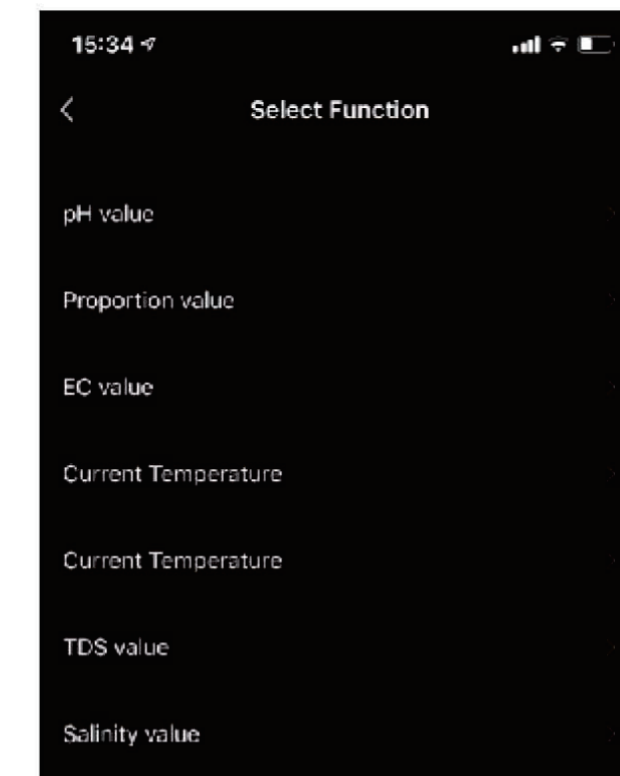 15:34
Select Function
pH value
Proportion value
EC value
Current Temperature
Current Temperature
TDS value
Salinity value